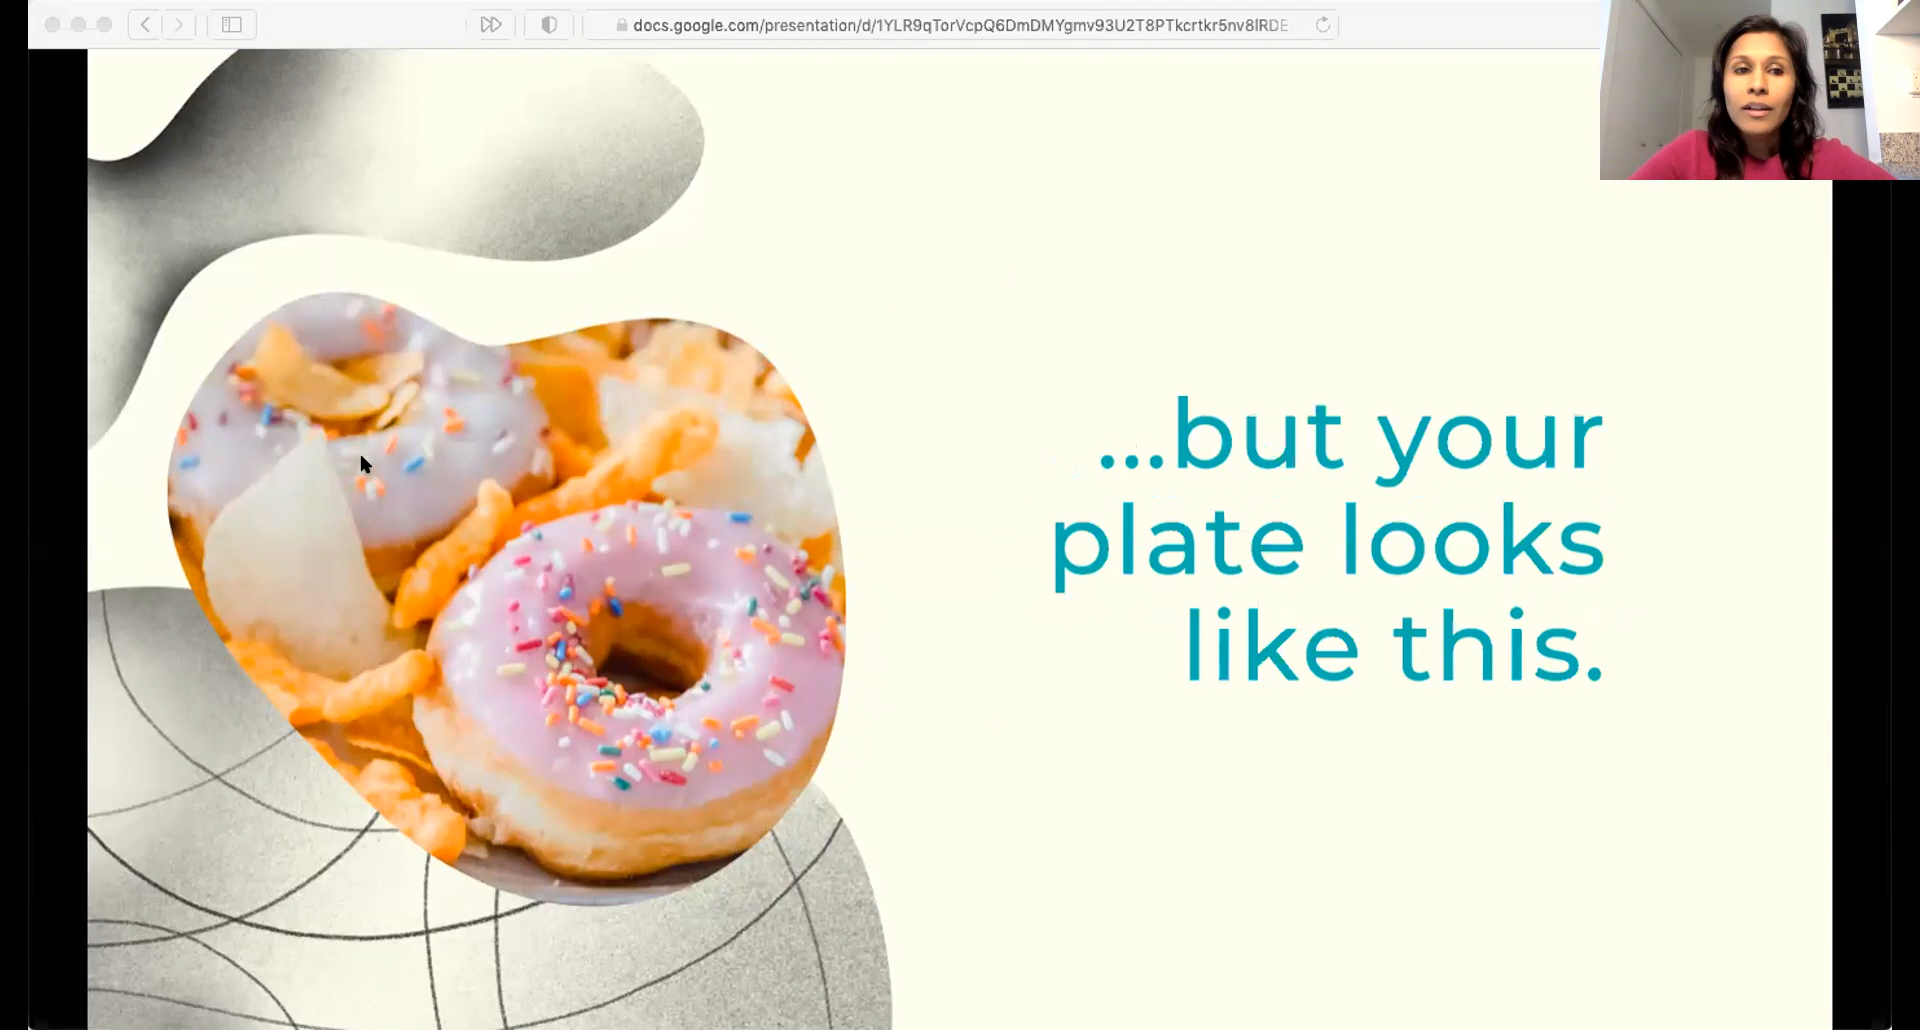 docs.google.com/presentation/d/1YLR9qTorVcpQ6DmDMYgmv93U2T8PTkcrtkr5nv8lRDE
...but your
plate looks
like this.